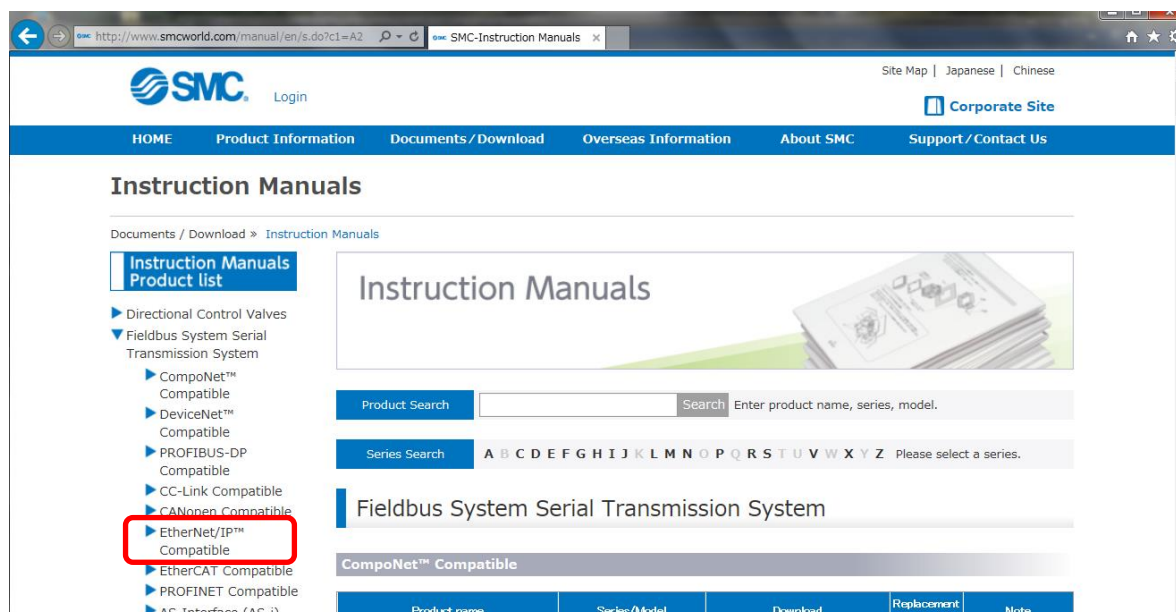 http://www.smcworld.com/manual/en/s.do?c1=A2
SMC-Instruction Manuals
SMC.
Login
Site Map | Japanese | Chinese
Corporate Site
HOME Product Information Documents/Download Overseas Information About SMC Support/Contact Us
Instruction Manuals
Documents / Download » Instruction Manuals
Instruction Manuals
Product list
Directional Control Valves
Fieldbus System Serial
Transmission System
CompoNet™
Compatible
DeviceNet™
Compatible
PROFIBUS-DP
Compatible
CC-Link Compatible
CANopen Compatible
EtherNet/IP™
Compatible
EtherCAT Compatible
PROFINET Compatible
AS-Interface (AS-i)
Instruction Manuals
Product Search Search Enter product name, series, model.
Series Search A B C D E F G H I J K L M N O P Q R S T U V W X Y Z Please select a series.
Fieldbus System Serial Transmission System
CompoNet™ Compatible
Product name Series/Model Download Replacement Note